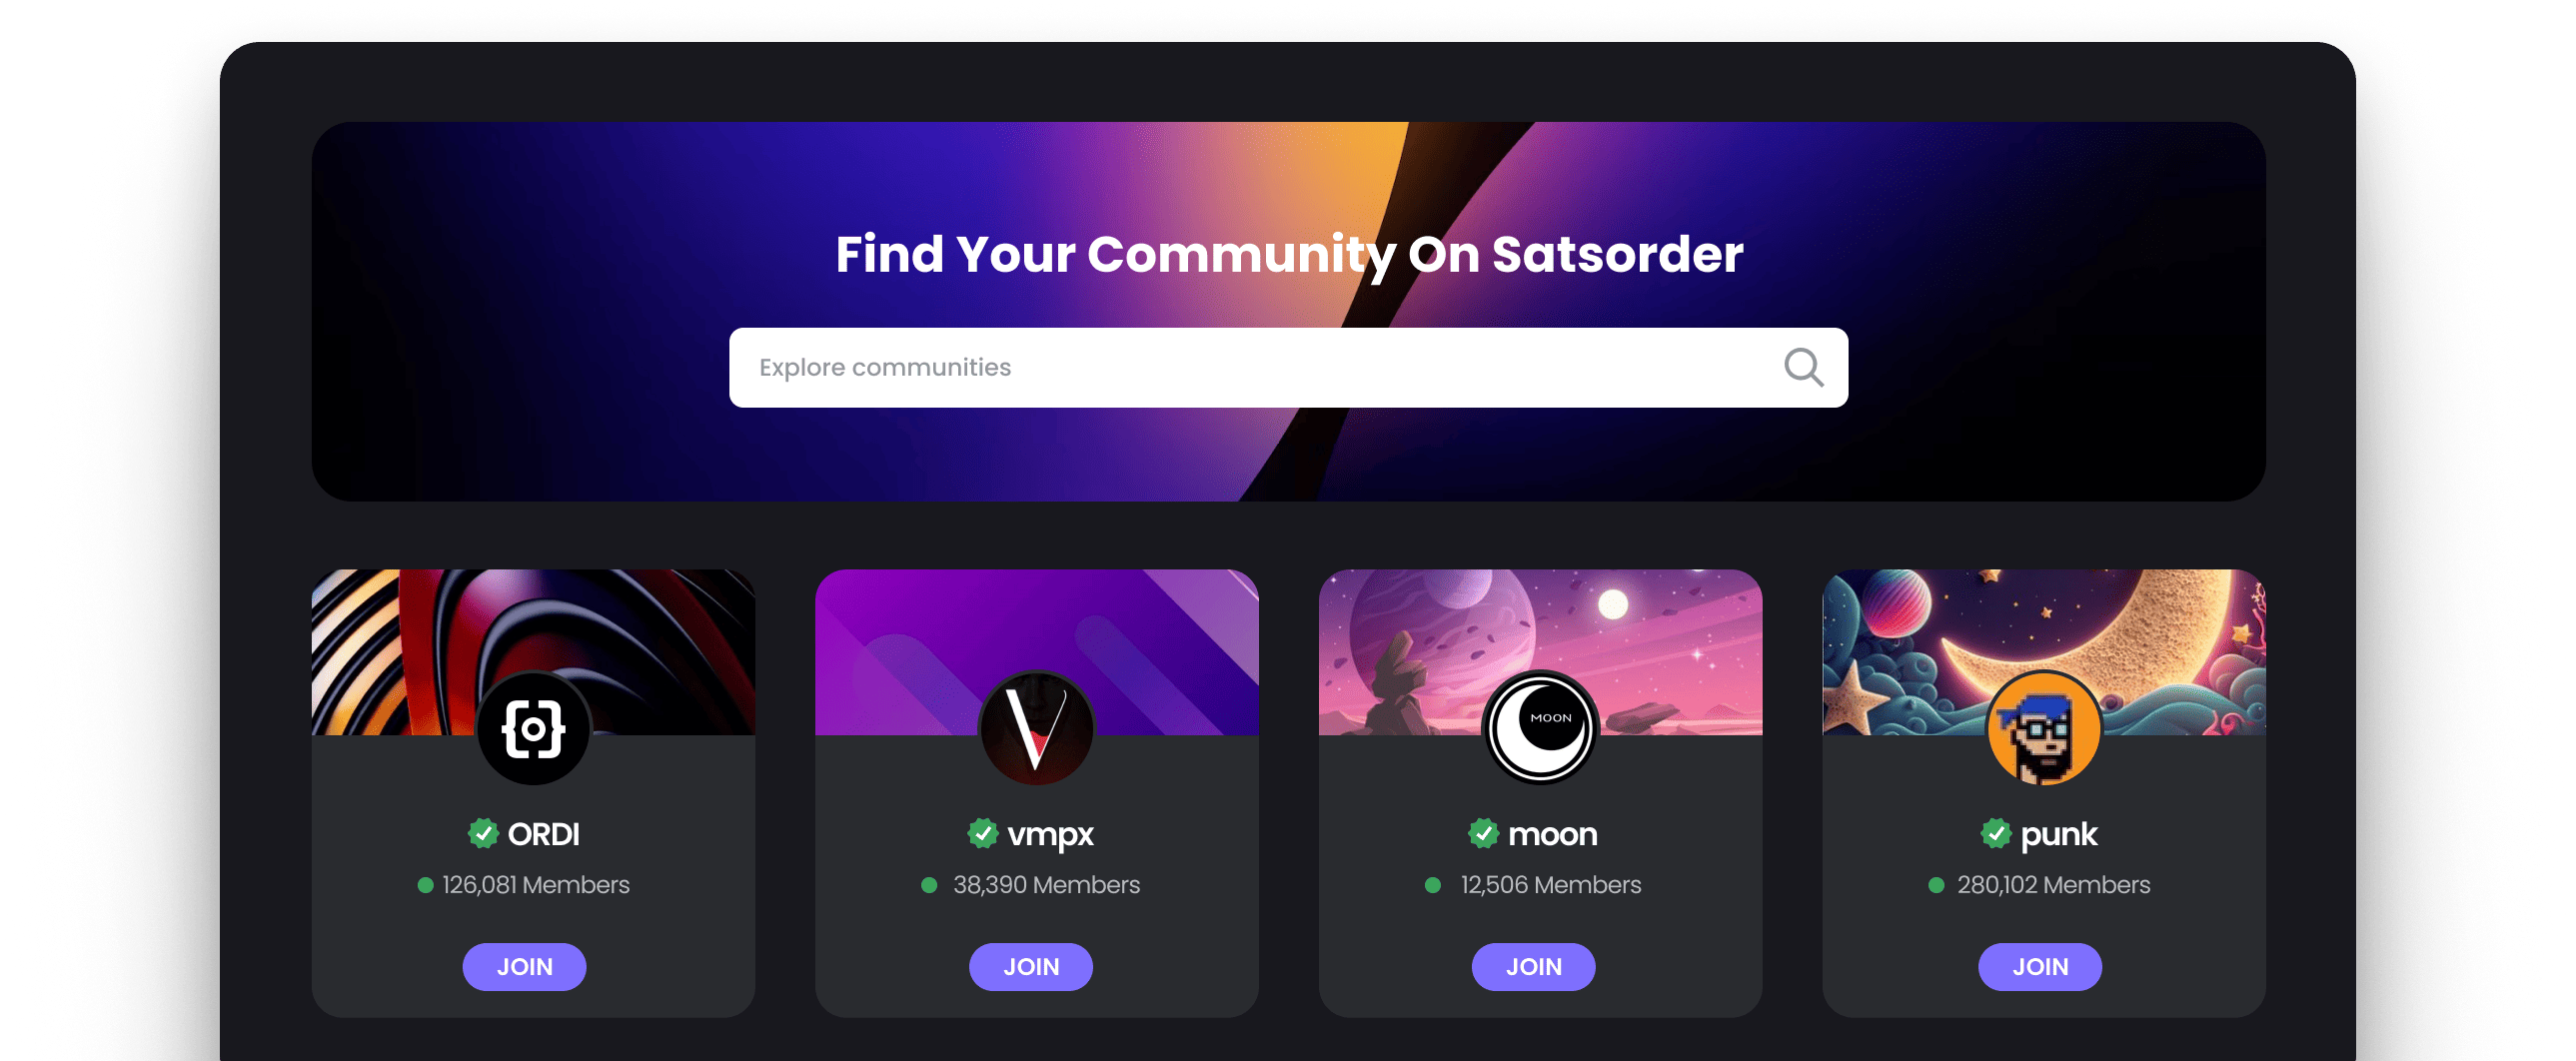 Find Your Community On Satsorder
Explore communities
MOON
ORDI
vmpx
moon
punk
126,081 Members
38,390 Members
12,506 Members
280,102 Members
JOIN
JOIN
JOIN
JOIN